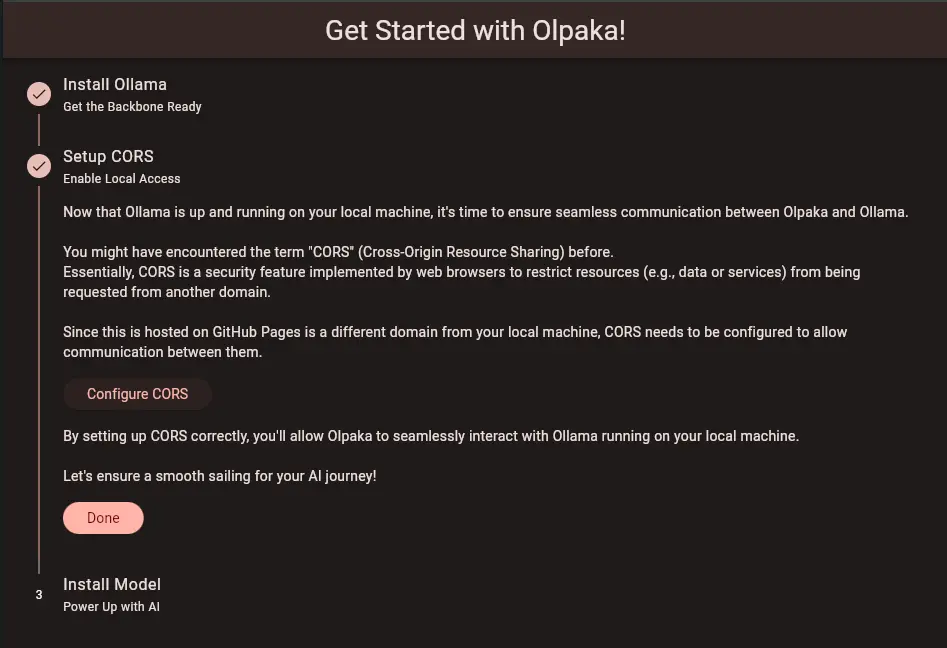 Get Started with Olpaka!
Install Ollama
Get the Backbone Ready
Setup CORS
Enable Local Access
Now that Ollama is up and running on your local machine, it's time to ensure seamless communication between Olpaka and Ollama.
You might have encountered the term "CORS" (Cross-Origin Resource Sharing) before.
Essentially, CORS is a security feature implemented by web browsers to restrict resources (e.g., data or services) from being
requested from another domain.
Since this is hosted on GitHub Pages is a different domain from your local machine, CORS needs to be configured to allow
communication between them.
Configure CORS
By setting up CORS correctly, you'll allow Olpaka to seamlessly interact with Ollama running on your local machine.
Let's ensure a smooth sailing for your AI journey!
Done
3
Install Model
Power Up with AI